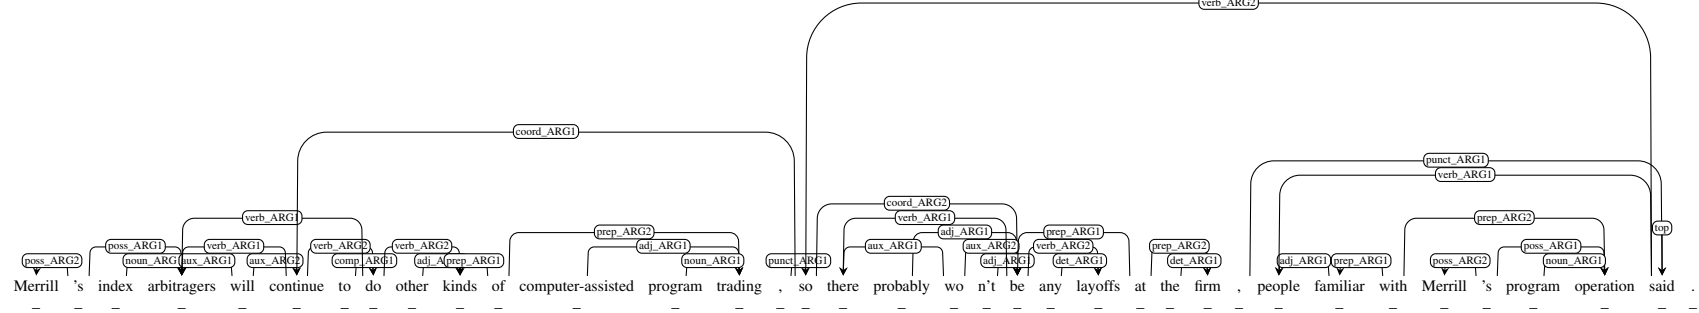 verb_ARG2
coord_ARG1
punct_ARG1
verb_ARG1
coord_ARG2
verb_ARG1 verb_ARG1 prep_ARG2
prep_ARG2 adj_ARG1 prep_ARG1 top
poss_ARG1 verb_ARG1 verb_ARG2 verb_ARG2 adj_ARG1 aux_ARG1 aux_ARG2 verb_ARG2 prep_ARG2 poss_ARG1
poss_ARG2 noun_ARG1 aux_ARG1 aux_ARG2 comp_ARG1 prep_ARG1 noun_ARG1 punct_ARG1 adj_ARG1 det_ARG1 det_ARG1 adj_ARG1 prep_ARG1 poss_ARG2 noun_ARG1
Merrill 's index arbitragers will continue to do other kinds of computer-assisted program trading , so there probably wo n't be any layoffs at the firm , people familiar with Merrill 's program operation said .